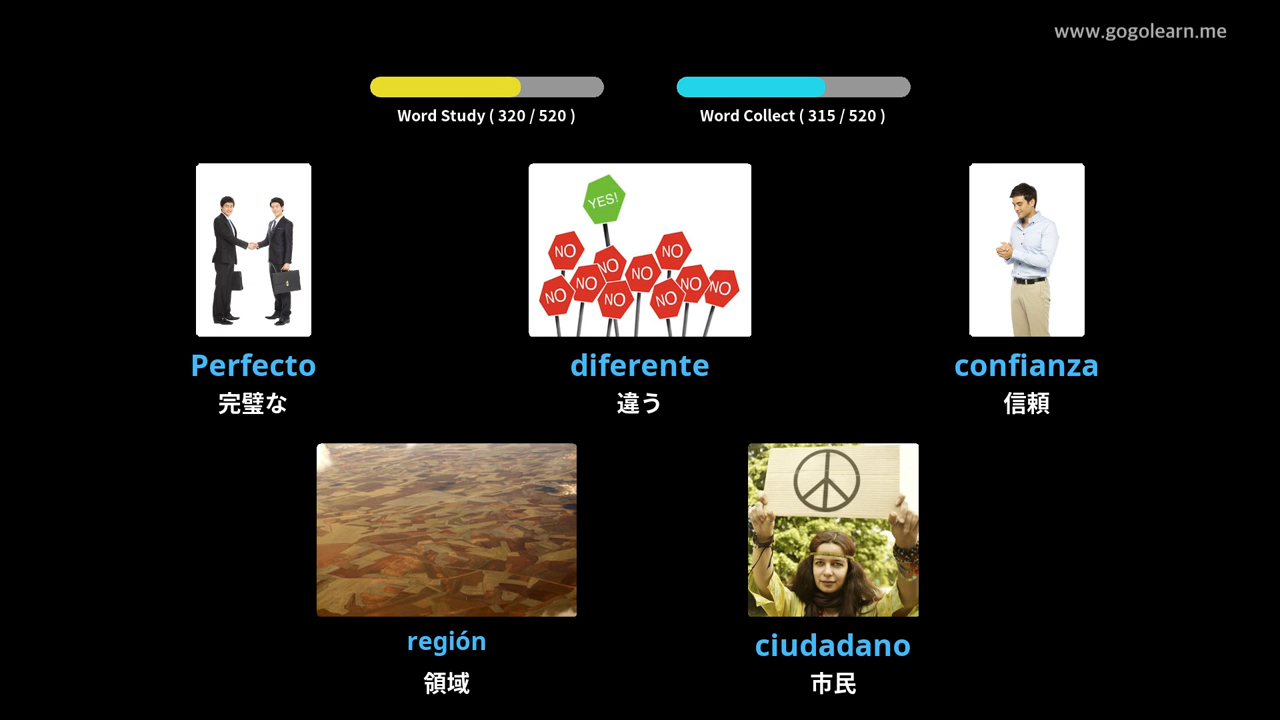 www.gogolearn.me
Word Study ( 320 / 520 )
Word Collect ( 315 / 520 )
YES!
NO
NO
NO
NO
NO
NO
NO
NO
NO
NO
Perfecto
完璧な
diferente
違う
confianza
信頼
región
領域
ciudadano
市民